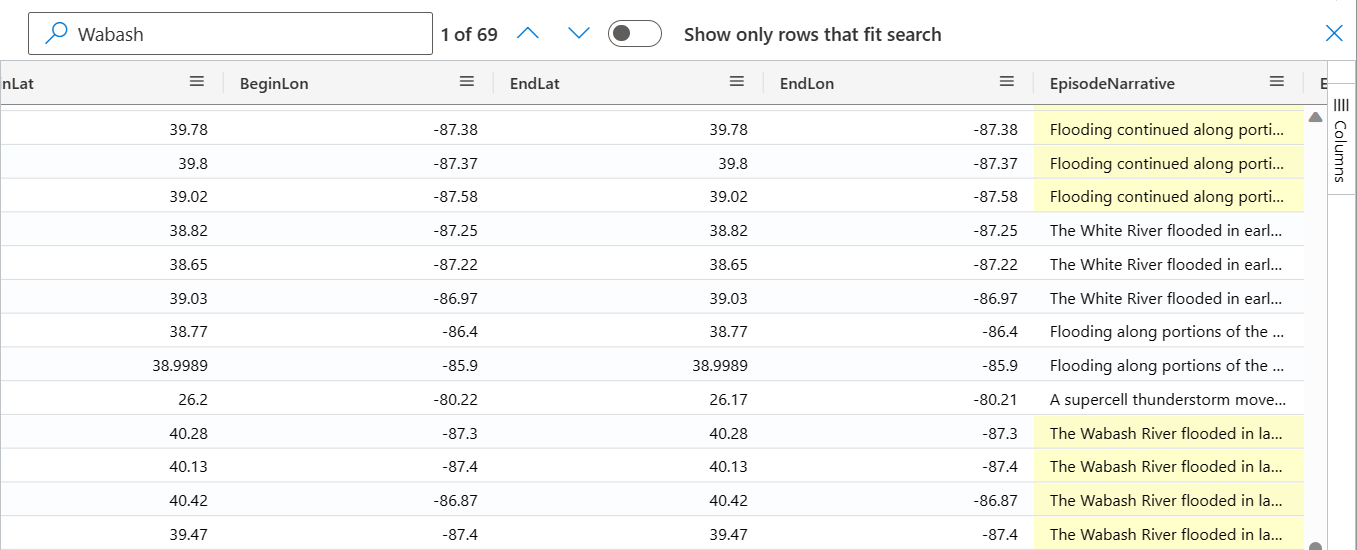 Wabash 1 of 69 Show only rows that fit search
nLat BeginLon EndLat EndLon EpisodeNarrative E
39.78 -87.38 39.78 -87.38 Flooding continued along porti...
39.8 -87.37 39.8 -87.37 Flooding continued along porti...
39.02 -87.58 39.02 -87.58 Flooding continued along porti...
38.82 -87.25 38.82 -87.25 The White River flooded in earl...
38.65 -87.22 38.65 -87.22 The White River flooded in earl...
39.03 -86.97 39.03 -86.97 The White River flooded in earl...
38.77 -86.4 38.77 -86.4 Flooding along portions of the ...
38.9989 -85.9 38.9989 -85.9 Flooding along portions of the ...
26.2 -80.22 26.17 -80.21 A supercell thunderstorm move...
40.28 -87.3 40.28 -87.3 The Wabash River flooded in la...
40.13 -87.4 40.13 -87.4 The Wabash River flooded in la...
40.42 -86.87 40.42 -86.87 The Wabash River flooded in la...
39.47 -87.4 39.47 -87.4 The Wabash River flooded in la...
Columns